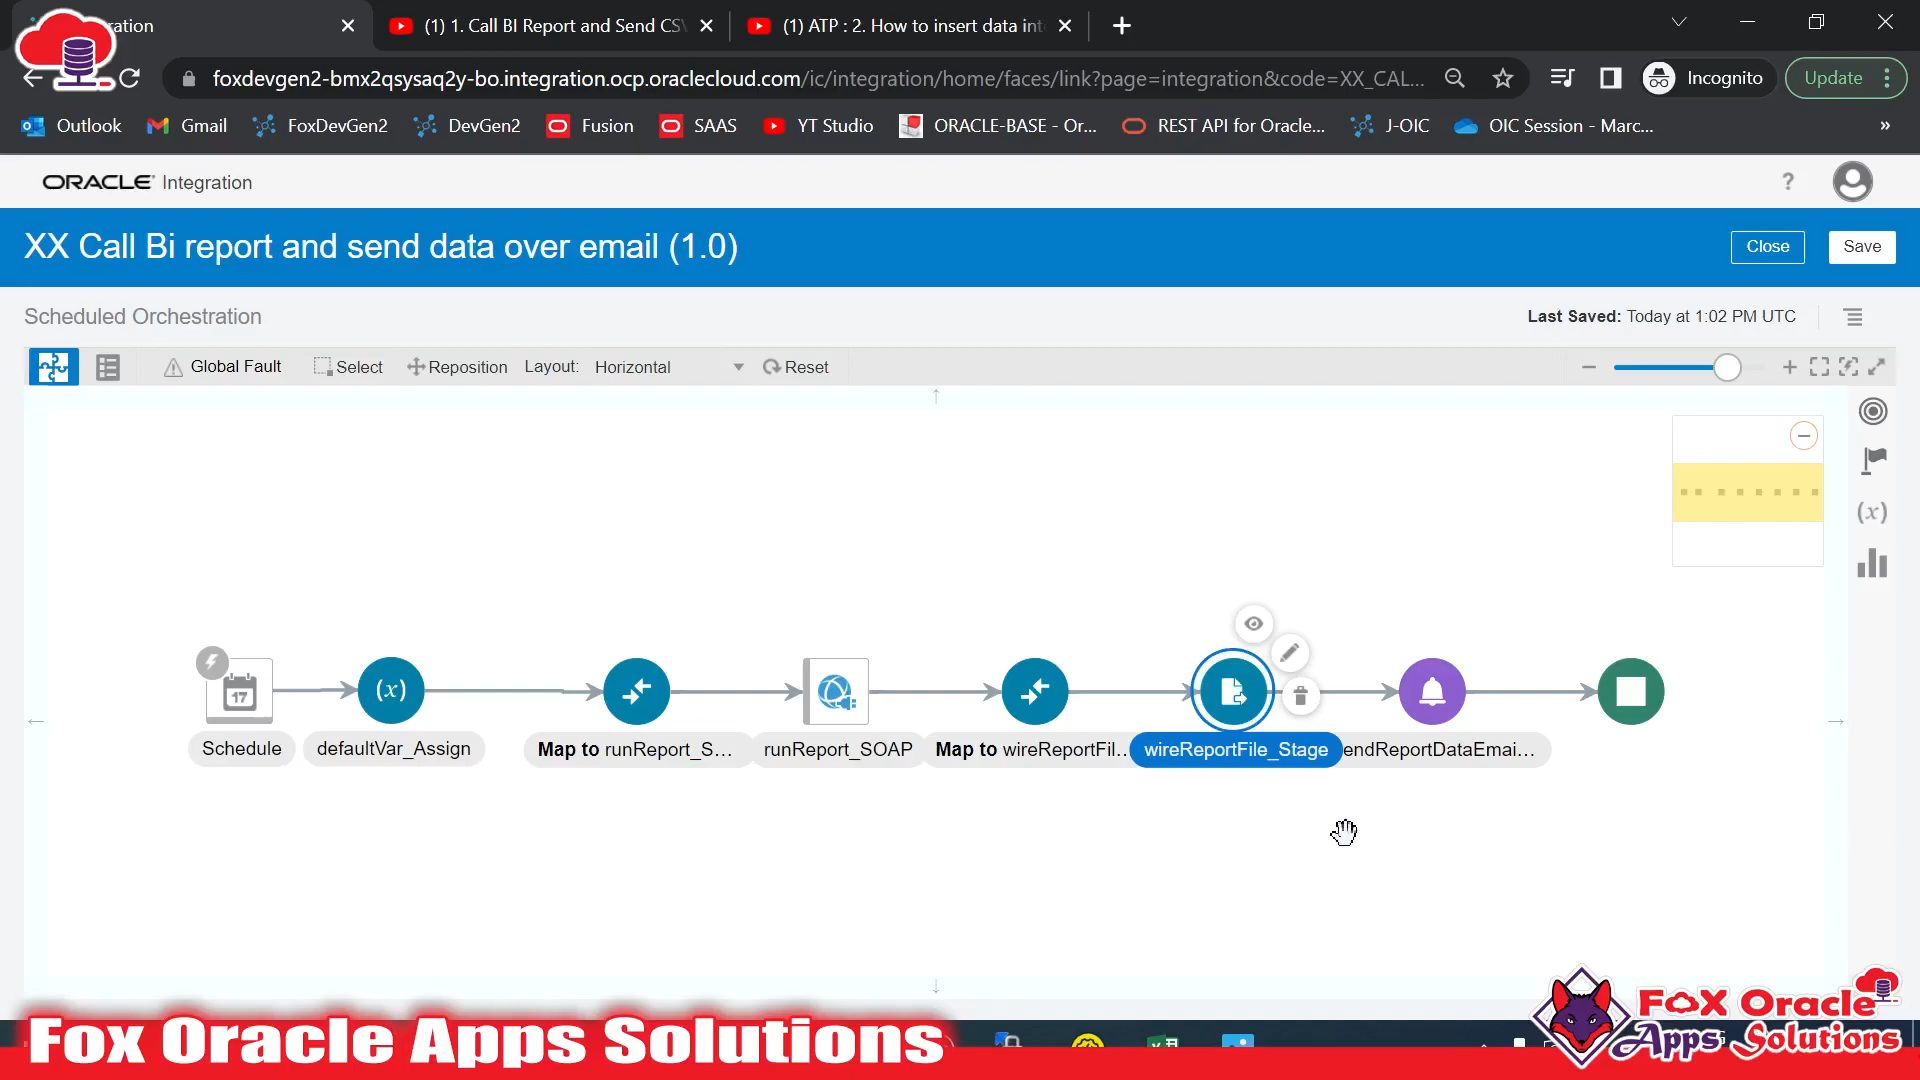 ration
(1) 1. Call BI Report and Send CS
(1) ATP : 2. How to insert data int
foxdevgen2-bmx2qsysaq2y-bo.integration.ocp.oraclecloud.com/ic/integration/home/faces/link?page=integration&code=XX_CAL...
Incognito
Update
Outlook
Gmail
FoxDevGen2
DevGen2
Fusion
SAAS
YT Studio
ORACLE-BASE - Or...
REST API for Oracle...
J-OIC
OIC Session - Marc...
»
ORACLE Integration
?
XX Call Bi report and send data over email (1.0)
Close
Save
Scheduled Orchestration
Last Saved: Today at 1:02 PM UTC
Global Fault
Select
Reposition
Layout:
Horizontal
Reset
(x)
17
(x)
Schedule
defaultVar_Assign
Map to runReport_S...
runReport_SOAP
Map to wireReportFil...
wireReportFile_Stage
endReportDataEmai...
Fox Oracle Apps Solutions
Fox Oracle
Apps Solutions